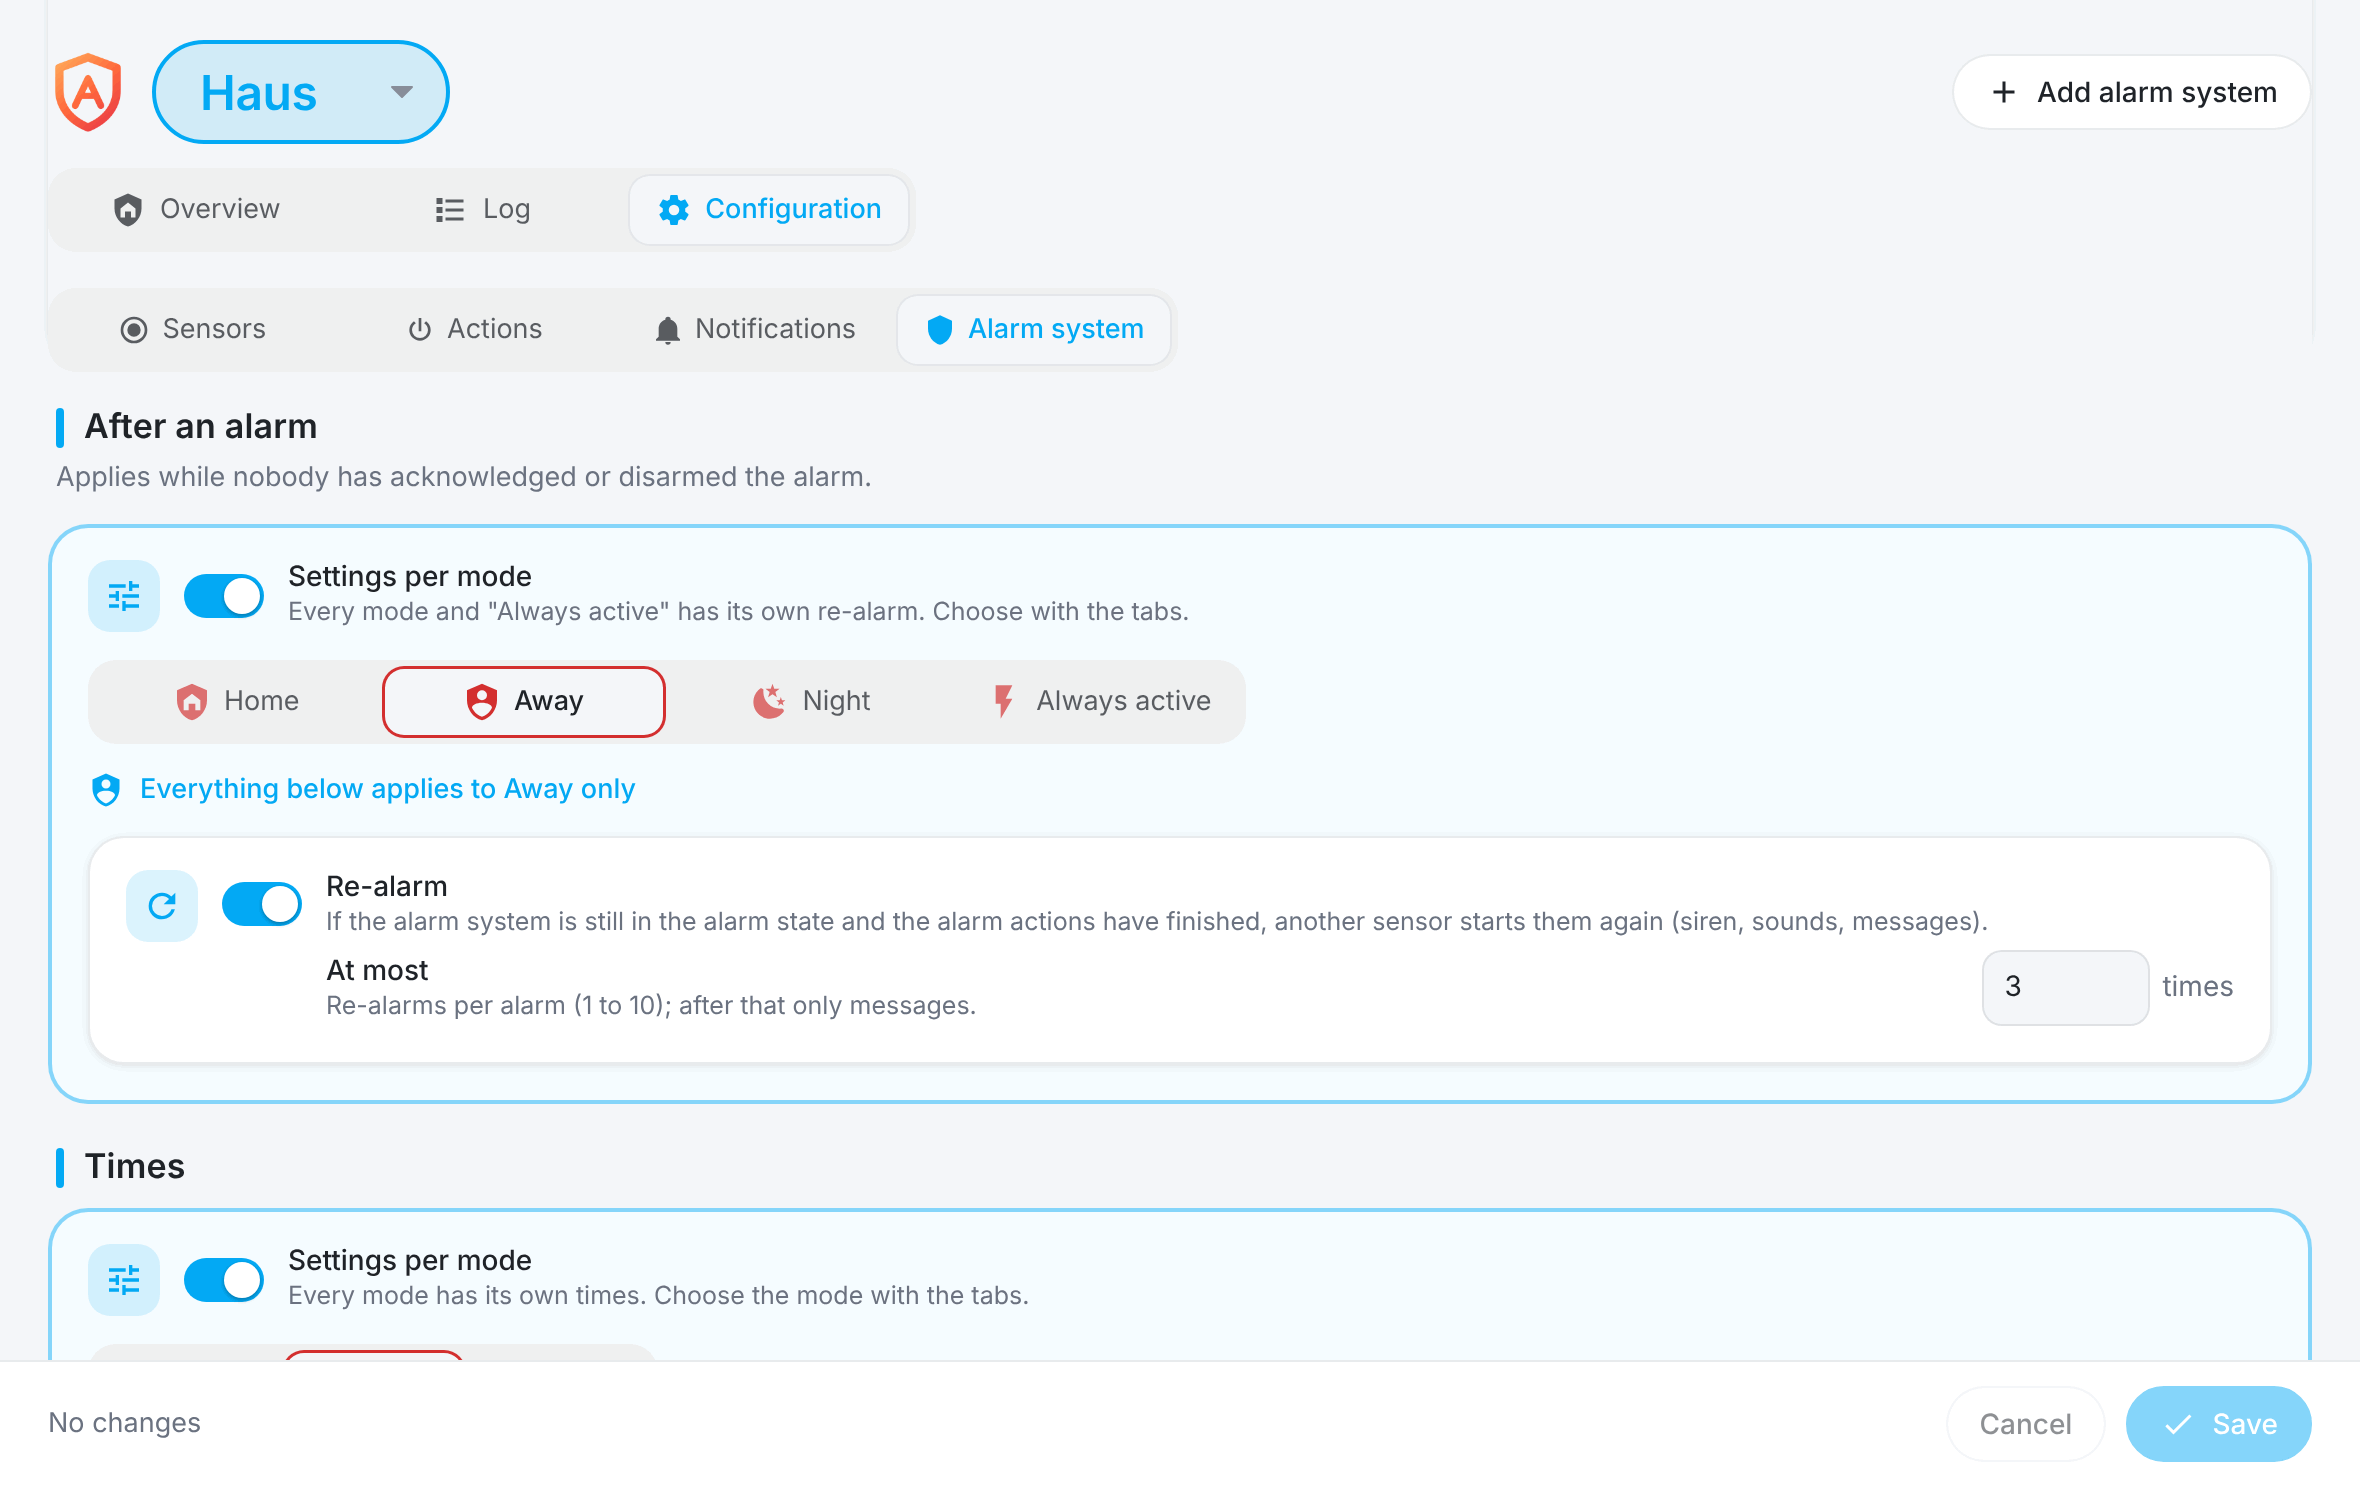 Haus
Add alarm system
Overview
Log
Configuration
Sensors
Actions
Notifications
Alarm system
After an alarm
Applies while nobody has acknowledged or disarmed the alarm.
Settings per mode
Every mode and "Always active" has its own re-alarm. Choose with the tabs.
Home
Away
Night
Always active
Everything below applies to Away only
Re-alarm
If the alarm system is still in the alarm state and the alarm actions have finished, another sensor starts them again (siren, sounds, messages).
At most
Re-alarms per alarm (1 to 10); after that only messages.
3 times
Times
Settings per mode
Every mode has its own times. Choose the mode with the tabs.
No changes
Cancel
Save